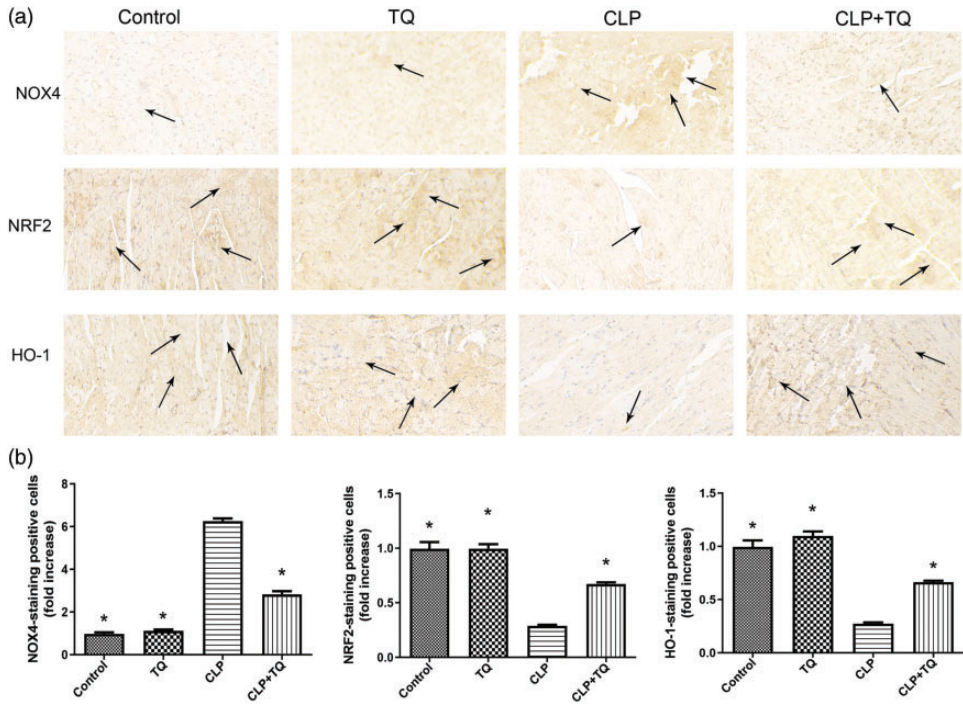 (a)
Control TQ CLP CLP+TQ
NOX4
NRF2
HO-1
(b)
NOX4-staining positive cells
(fold increase)
8
6
4
2
0
* * *
Control TQ CLP CLP+TQ
NRF2-staining positive cells
(fold increase)
1.5
1.0
0.5
0.0
* * *
Control TQ CLP CLP+TQ
HO-1-staining positive cells
(fold increase)
1.5
1.0
0.5
0.0
* * *
Control TQ CLP CLP+TQ